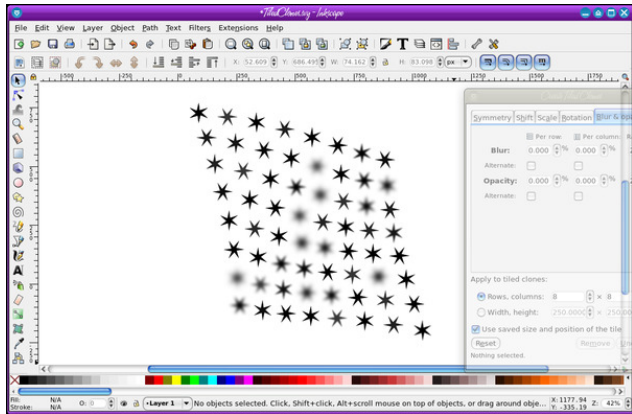 *TiledClones.svg - Inkscape
File Edit View Layer Object Path Text Filters Extensions Help
X: 52.609 Y: 686.495 W: 74.162 H: 83.098 px
Symmetry Shift Scale Rotation Blur & opa
Per row: Per column: R
Blur: 0.000 % 0.000 %
Alternate:
Opacity: 0.000 % 0.000 %
Alternate:
Apply to tiled clones:
Rows, columns: 8 × 8
Width, height: 250.000 × 250.00
Use saved size and position of the tile
Reset Remove
Nothing selected.
Fill: N/A
Stroke: N/A
O: 0 •Layer 1 No objects selected. Click, Shift+click, Alt+scroll mouse on top of objects, or drag around obje...
X: 1177.94
Y: -335.19
Z: 42%